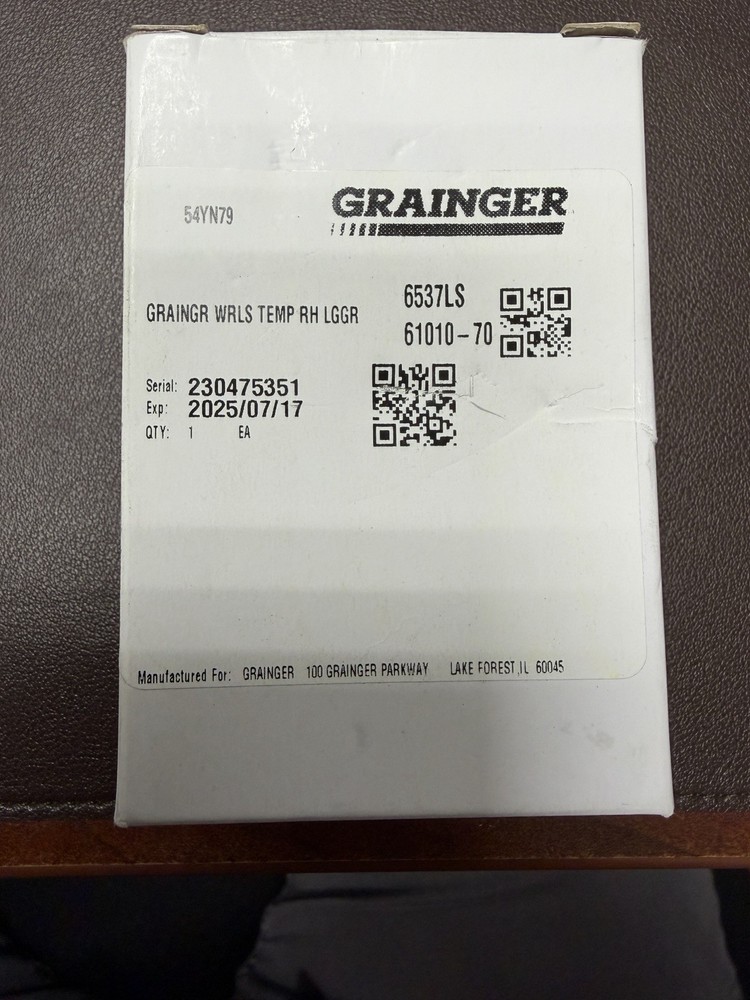 54YN79
GRAINGER
GRAINGR WRLS TEMP RH LGGR
6537LS
61010-70
Serial: 230475351
Exp: 2025/07/17
QTY: 1 EA
Manufactured For: GRAINGER 100 GRAINGER PARKWAY LAKE FOREST,IL 60045